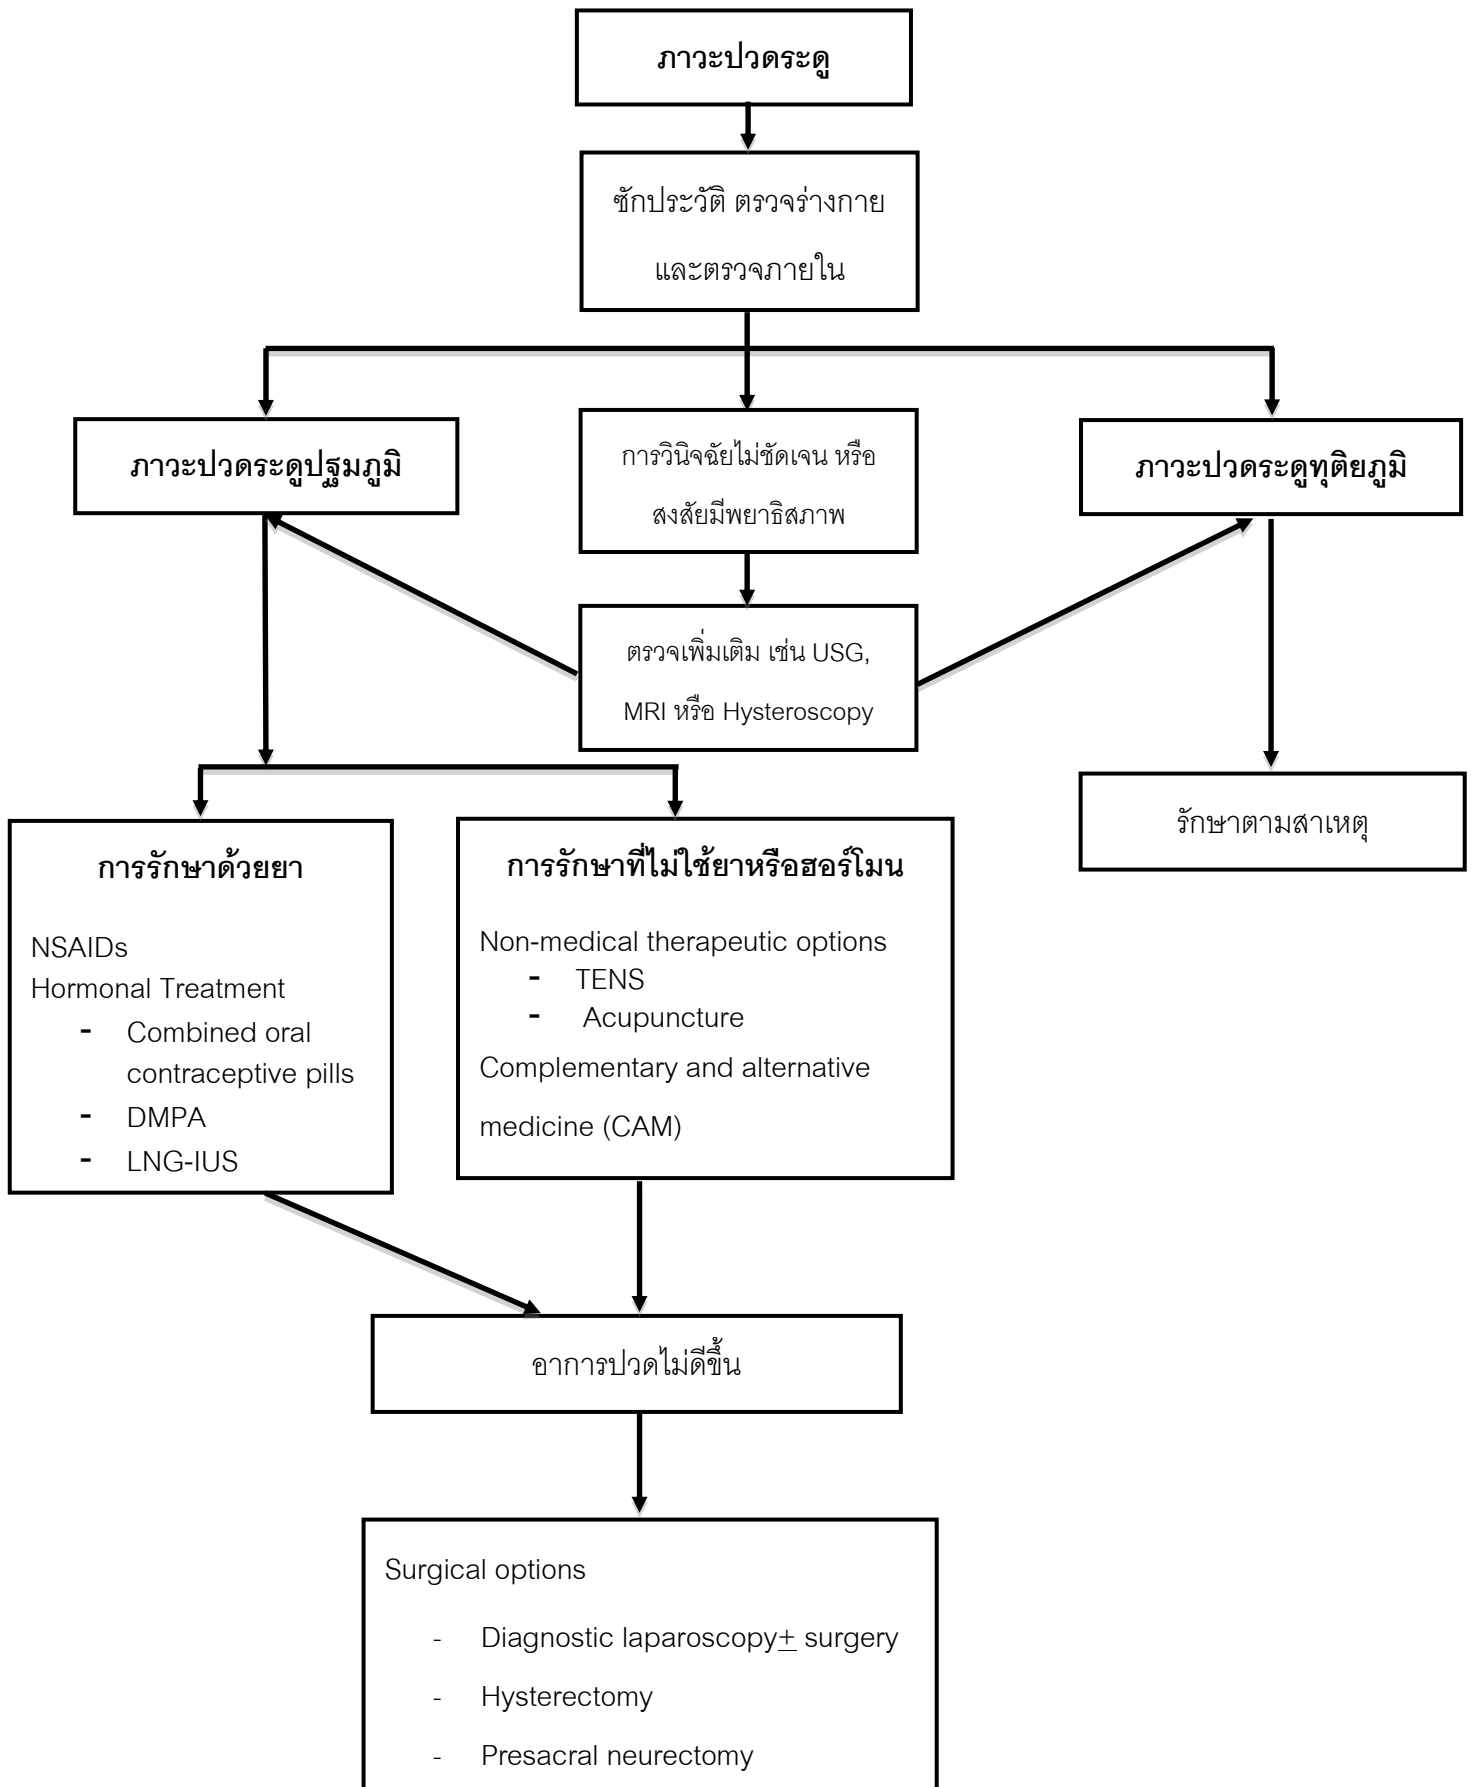 ภาวะปวดระดู
ซักประวัติ ตรวจร่างกาย
และตรวจภายใน
ภาวะปวดระดูปฐมภูมิ
การวินิจฉัยไม่ชัดเจน หรือ
สงสัยมีพยาธิสภาพ
ภาวะปวดระดูทุติยภูมิ
ตรวจเพิ่มเติม เช่น USG,
MRI หรือ Hysteroscopy
รักษาตามสาเหตุ
การรักษาด้วยยา
NSAIDs
Hormonal Treatment
- Combined oral
contraceptive pills
- DMPA
- LNG-IUS
การรักษาที่ไม่ใช้ยาหรือฮอร์โมน
Non-medical therapeutic options
- TENS
- Acupuncture
Complementary and alternative
medicine (CAM)
อาการปวดไม่ดีขึ้น
Surgical options
- Diagnostic laparoscopy± surgery
- Hysterectomy
- Presacral neurectomy